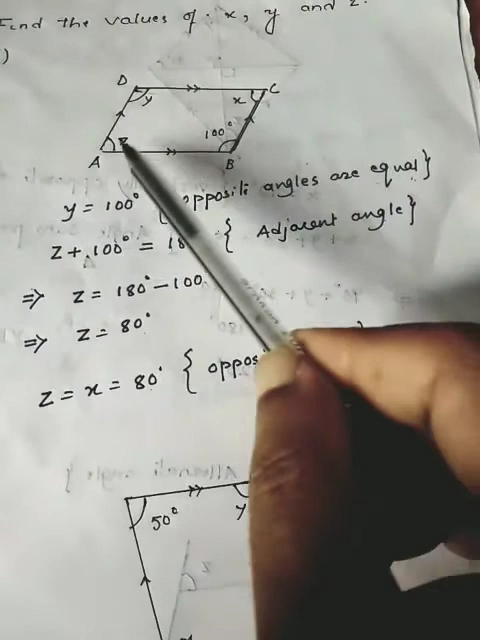 Find the values of x, y and z.
)
D
y
x
C
100°
z
A
B
y = 100° { opposite angles are equal}
z + 100° = 18 { Adjacent angle}
⇒ z = 180° - 100
⇒ z = 80°
z = x = 80° { oppos
50°
y